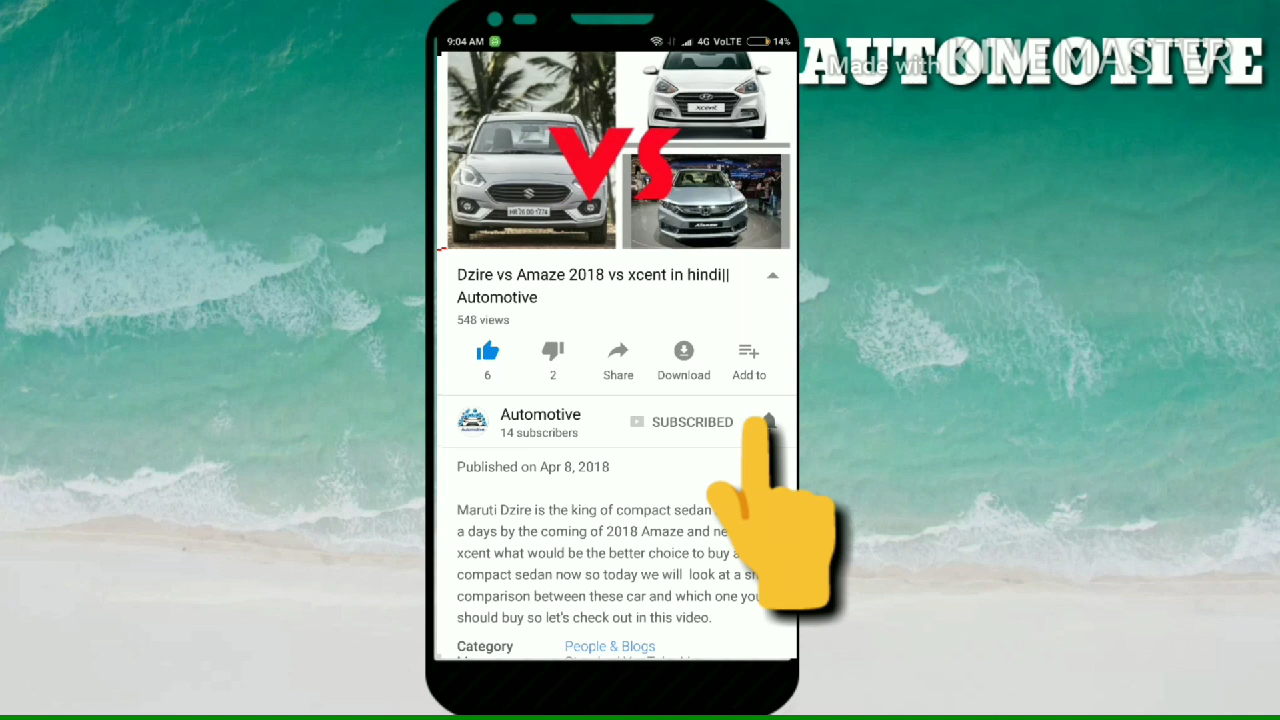 AUTOMOTIVE
Made with KINEMASTER
9:04 AM
4G VoLTE 14%
xcent
VS
AMAZE
Dzire vs Amaze 2018 vs xcent in hindi||
Automotive
548 views
6
2
Share
Download
Add to
Automotive
SUBSCRIBED
14 subscribers
Published on Apr 8, 2018
Maruti Dzire is the king of compact sedan
a days by the coming of 2018 Amaze and
xcent what would be the better choice to buy
compact sedan now so today we will look at a
comparison between these car and which one you
should buy so let's check out in this video.
Category
People & Blogs